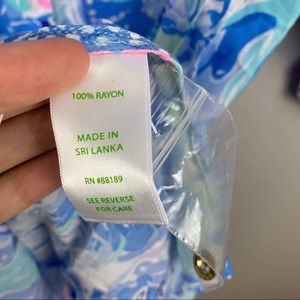 100% RAYON
MADE IN
SRI LANKA
RN #88189
SEE REVERSE
FOR CARE